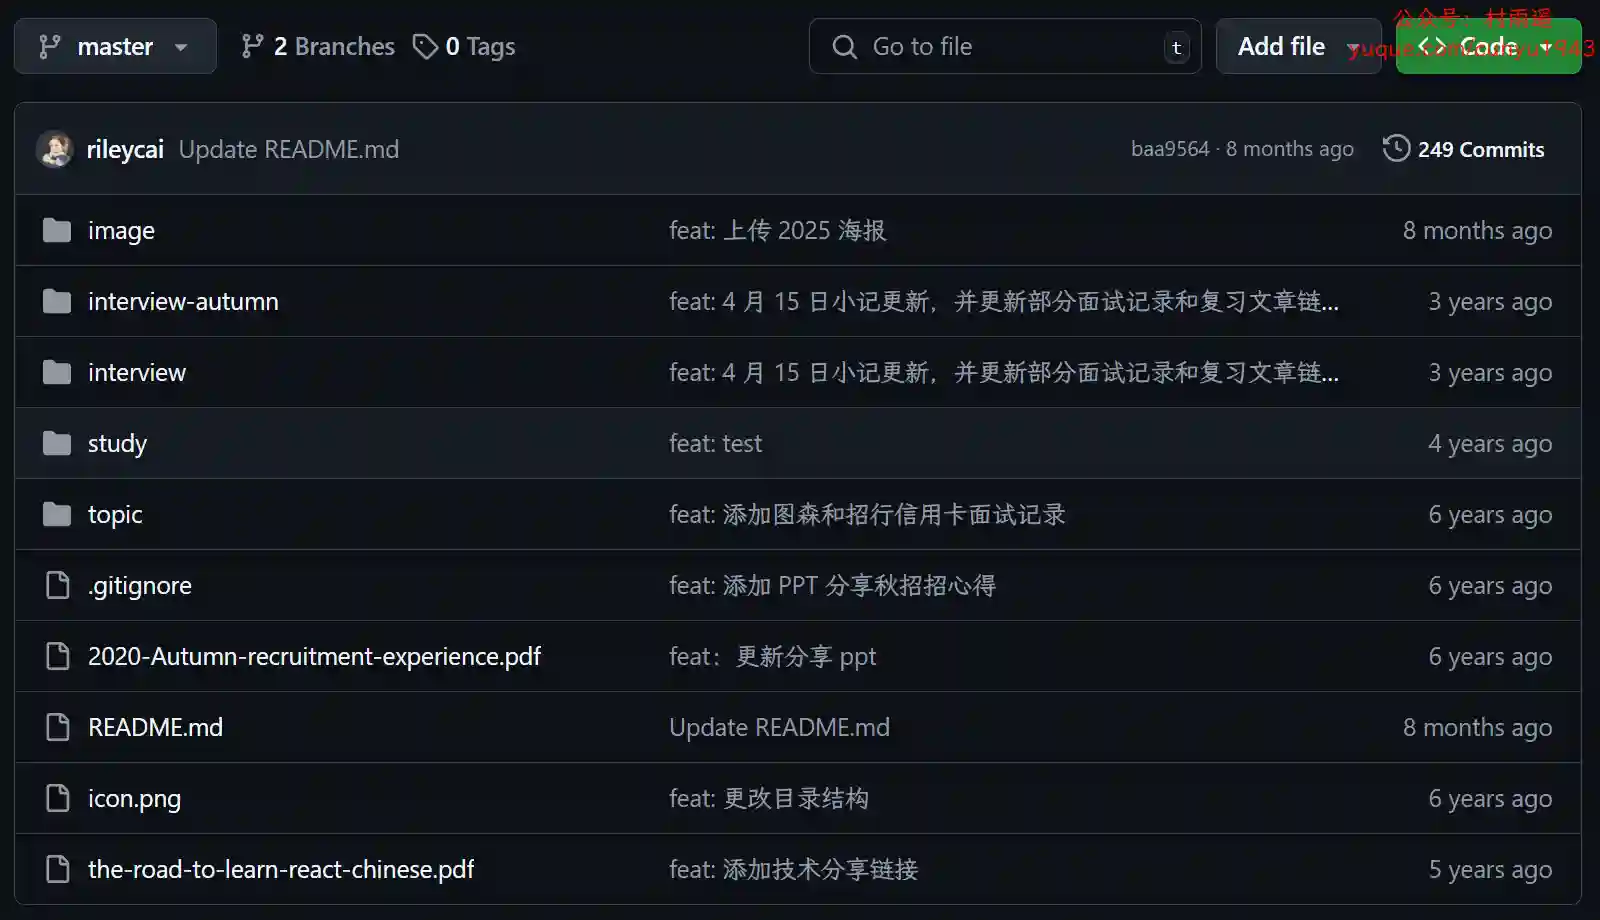 master 2 Branches 0 Tags Go to file t Add file Code
公众号：村雨遥
rileycai Update README.md baa9564 · 8 months ago 249 Commits
image feat: 上传 2025 海报 8 months ago
interview-autumn feat: 4 月 15 日小记更新，并更新部分面试记录和复习文章链... 3 years ago
interview feat: 4 月 15 日小记更新，并更新部分面试记录和复习文章链... 3 years ago
study feat: test 4 years ago
topic feat: 添加图森和招行信用卡面试记录 6 years ago
.gitignore feat: 添加 PPT 分享秋招招心得 6 years ago
2020-Autumn-recruitment-experience.pdf feat：更新分享 ppt 6 years ago
README.md Update README.md 8 months ago
icon.png feat: 更改目录结构 6 years ago
the-road-to-learn-react-chinese.pdf feat: 添加技术分享链接 5 years ago